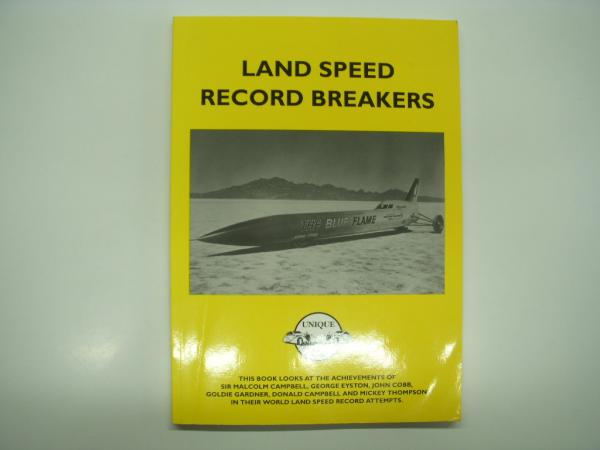 LAND SPEED
RECORD BREAKERS
BLUE FLAME
UNIQUE
THIS BOOK LOOKS AT THE ACHIEVEMENTS OF
SIR MALCOLM CAMPBELL, GEORGE EYSTON, JOHN COBB,
GOLDIE GARDNER, DONALD CAMPBELL AND MICKEY THOMPSON
IN THEIR WORLD LAND SPEED RECORD ATTEMPTS.